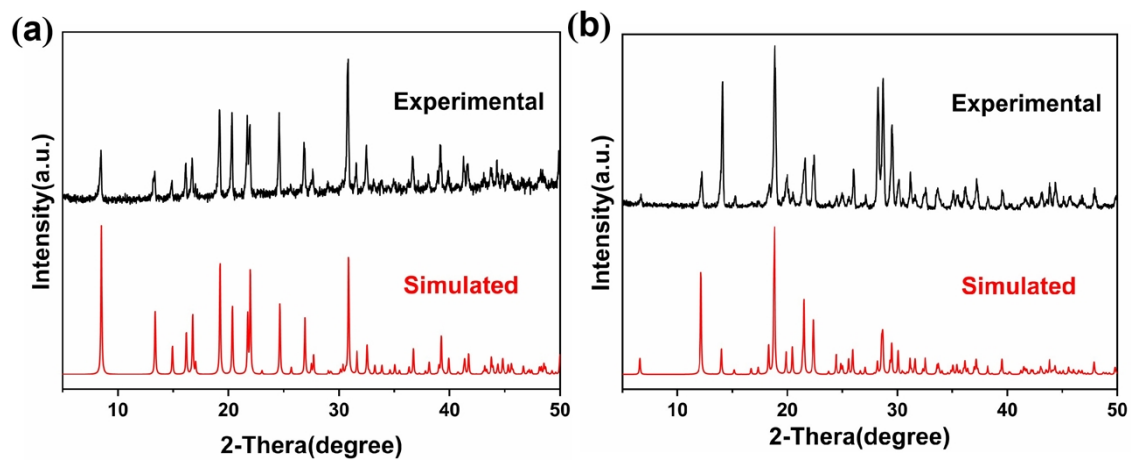 (a)
Experimental
Simulated
Intensity(a.u.)
10 20 30 40 50
2-Thera(degree)
(b)
Experimental
Simulated
Intensity(a.u.)
10 20 30 40 50
2-Thera(degree)